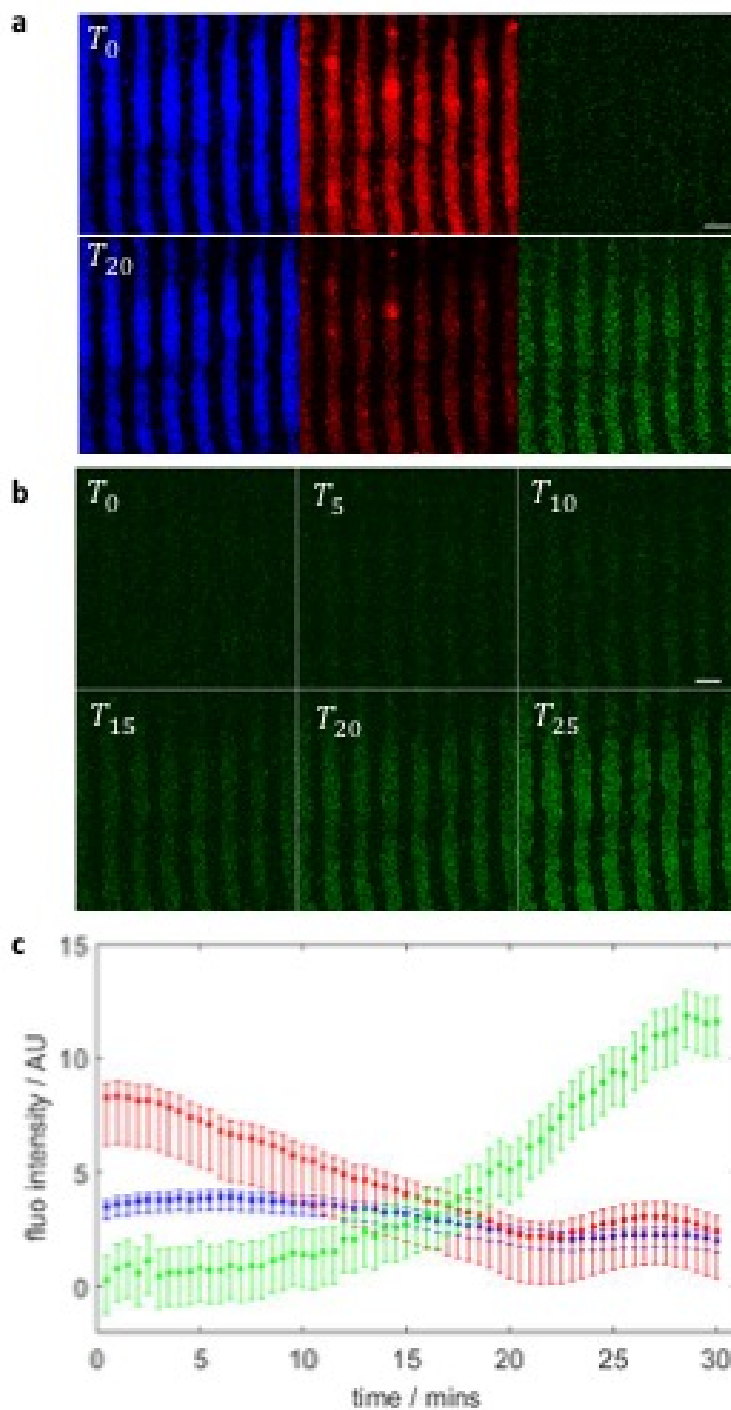 a
T₀
T₂₀
b
T₀
T₅
T₁₀
T₁₅
T₂₀
T₂₅
c
15
10
5
0
fluo intensity / AU
0
5
10
15
20
25
30
time / mins